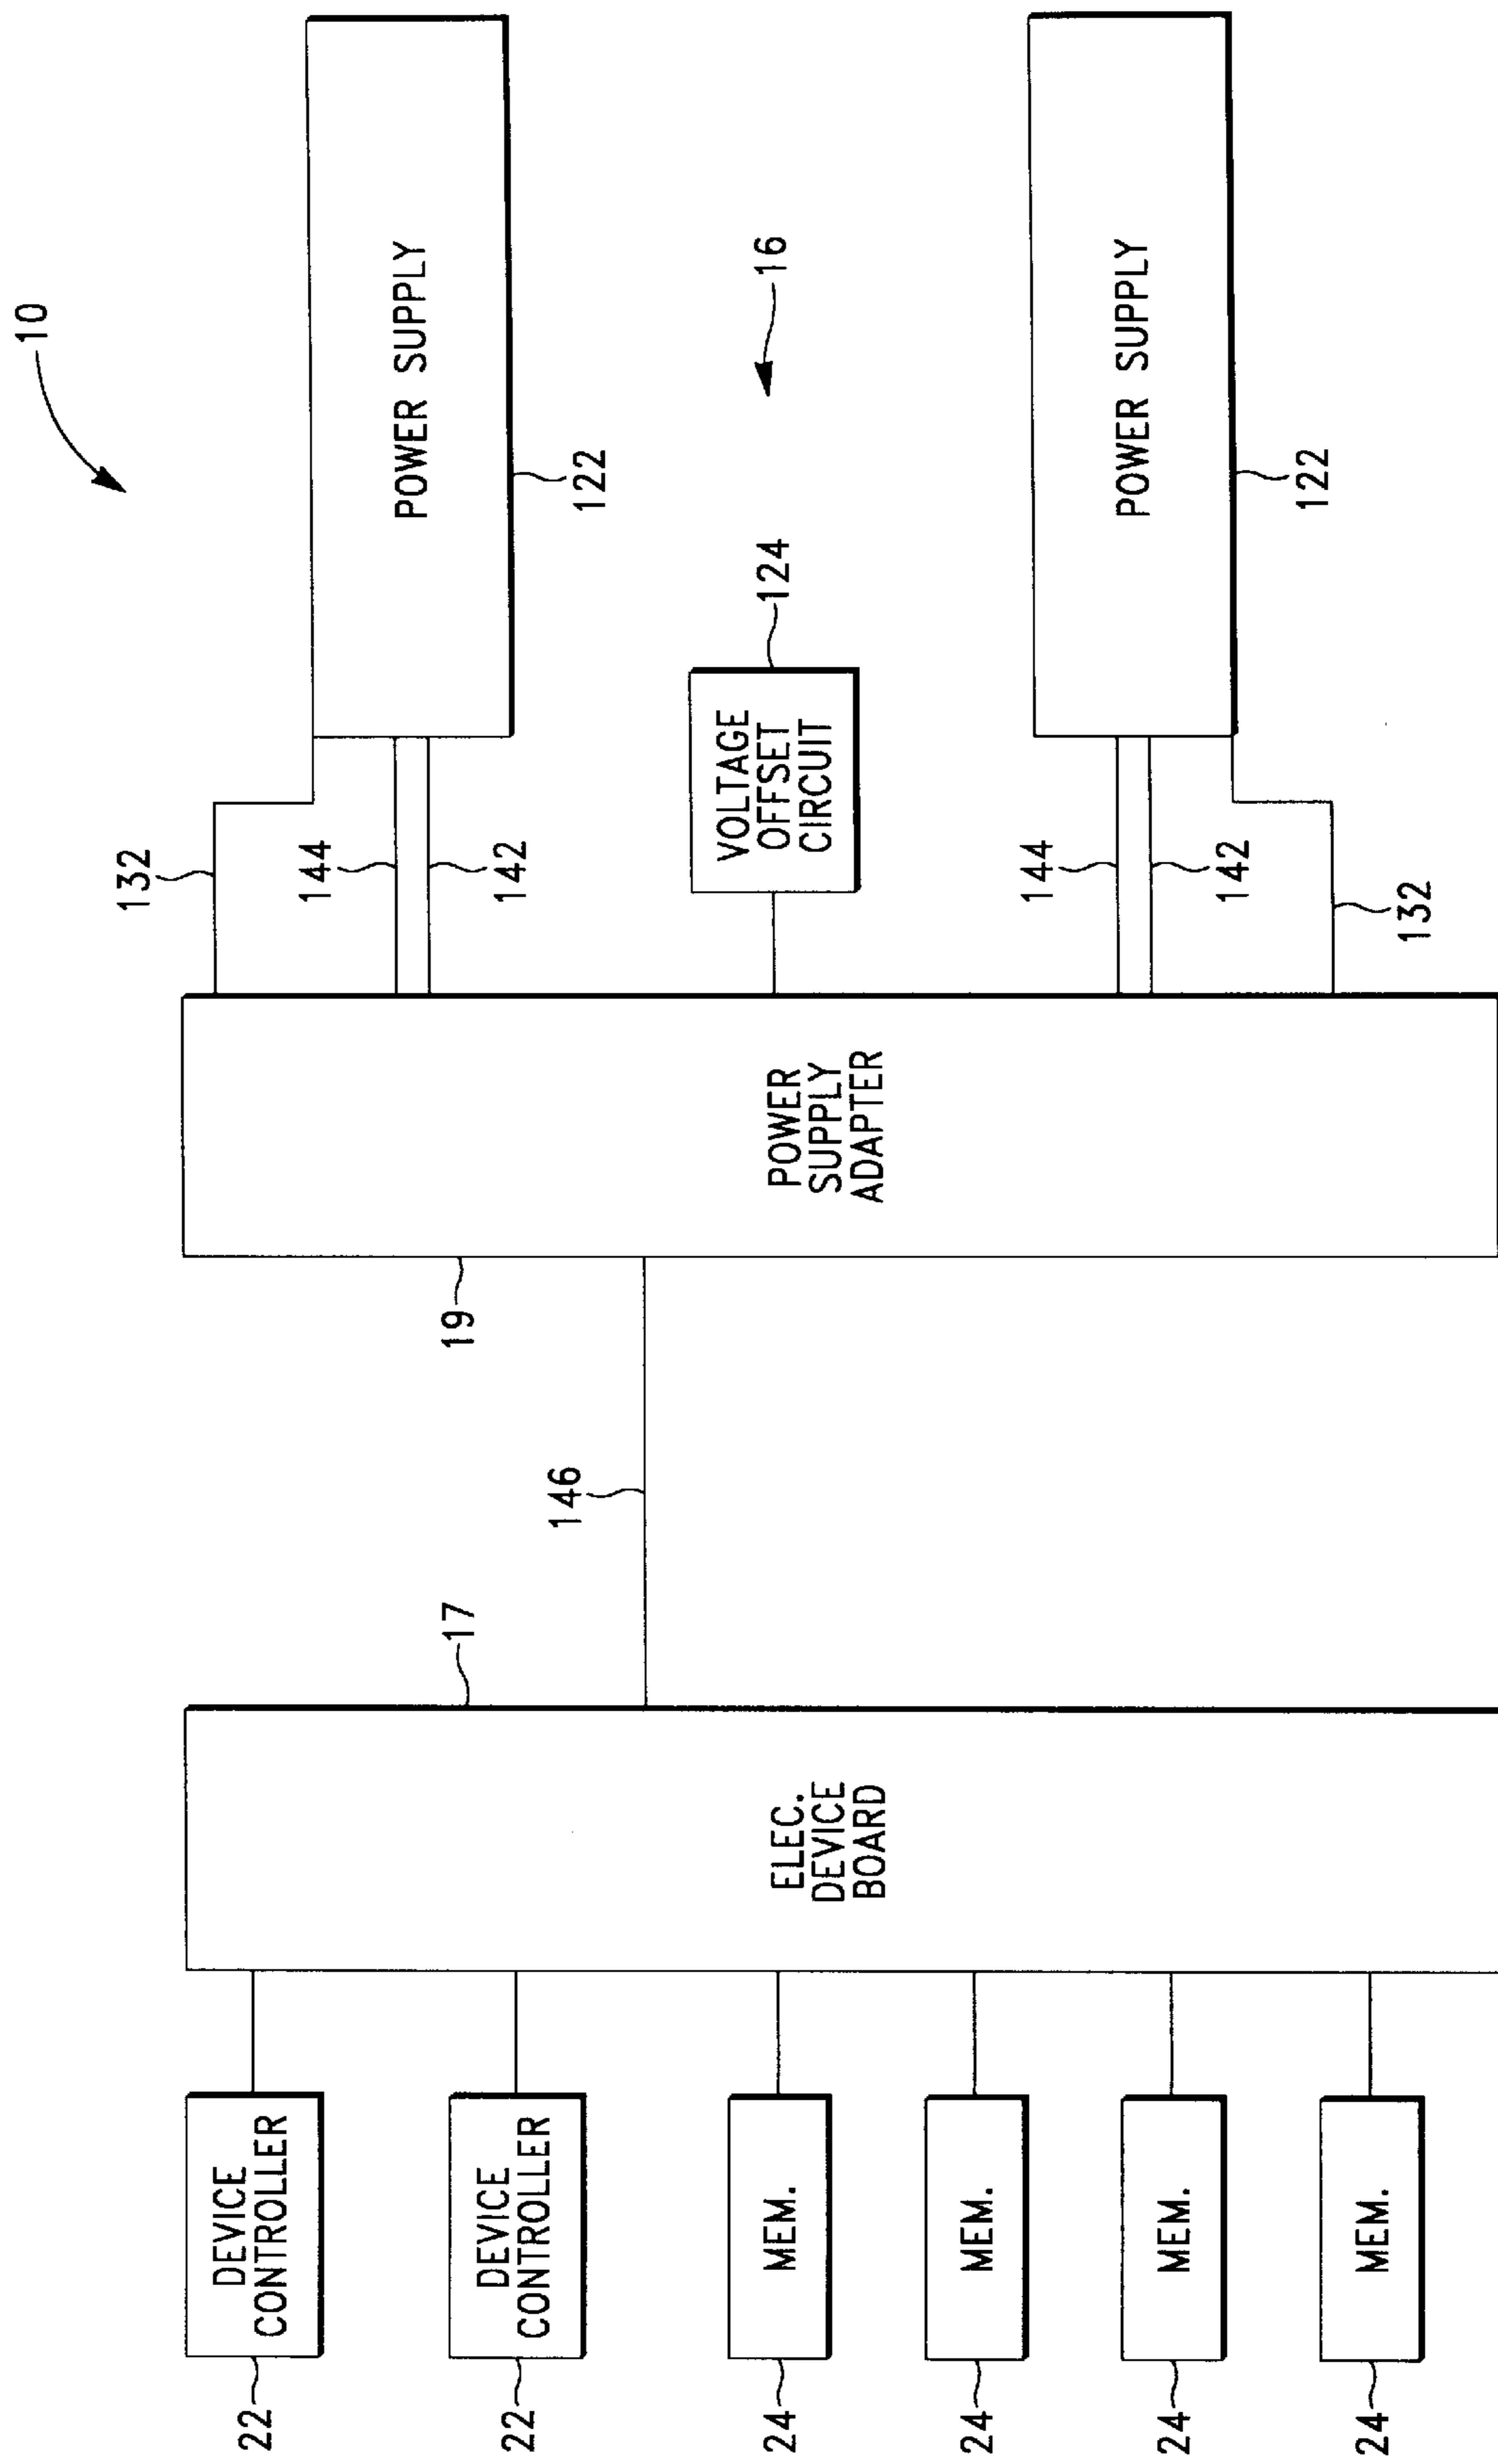 10
POWER SUPPLY
122
16
POWER SUPPLY
122
124
VOLTAGE
OFFSET
CIRCUIT
132
144
142
144
142
132
POWER
SUPPLY
ADAPTER
19
146
17
ELEC.
DEVICE
BOARD
DEVICE
CONTROLLER
22
DEVICE
CONTROLLER
22
MEM.
24
MEM.
24
MEM.
24
MEM.
24